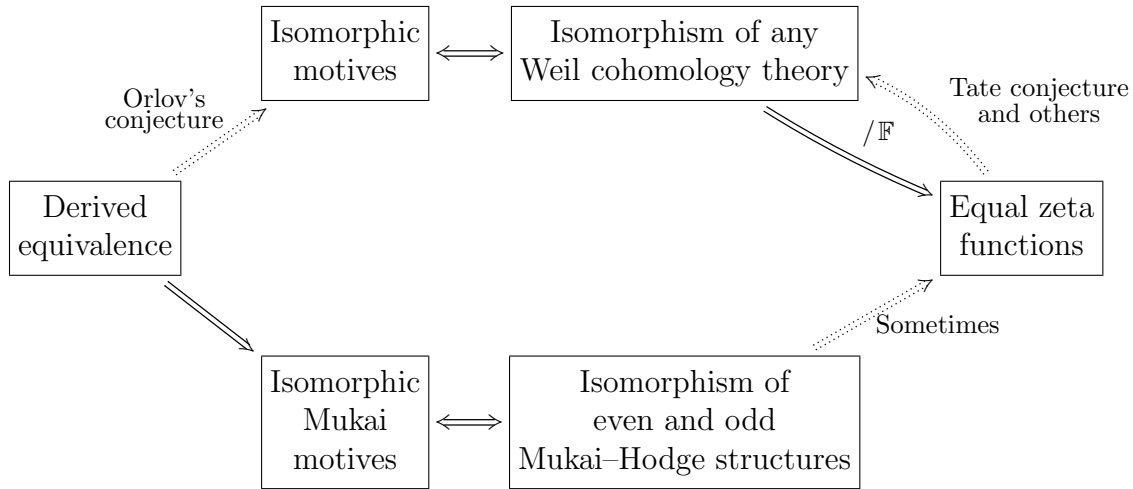 Isomorphic
motives
Isomorphism of any
Weil cohomology theory
Orlov's
conjecture
Tate conjecture
and others
/𝔽
Derived
equivalence
Equal zeta
functions
Sometimes
Isomorphic
Mukai
motives
Isomorphism of
even and odd
Mukai–Hodge structures